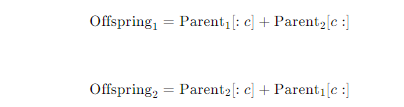 Offspring₁ = Parent₁[: c] + Parent₂[c :]
Offspring₂ = Parent₂[: c] + Parent₁[c :]